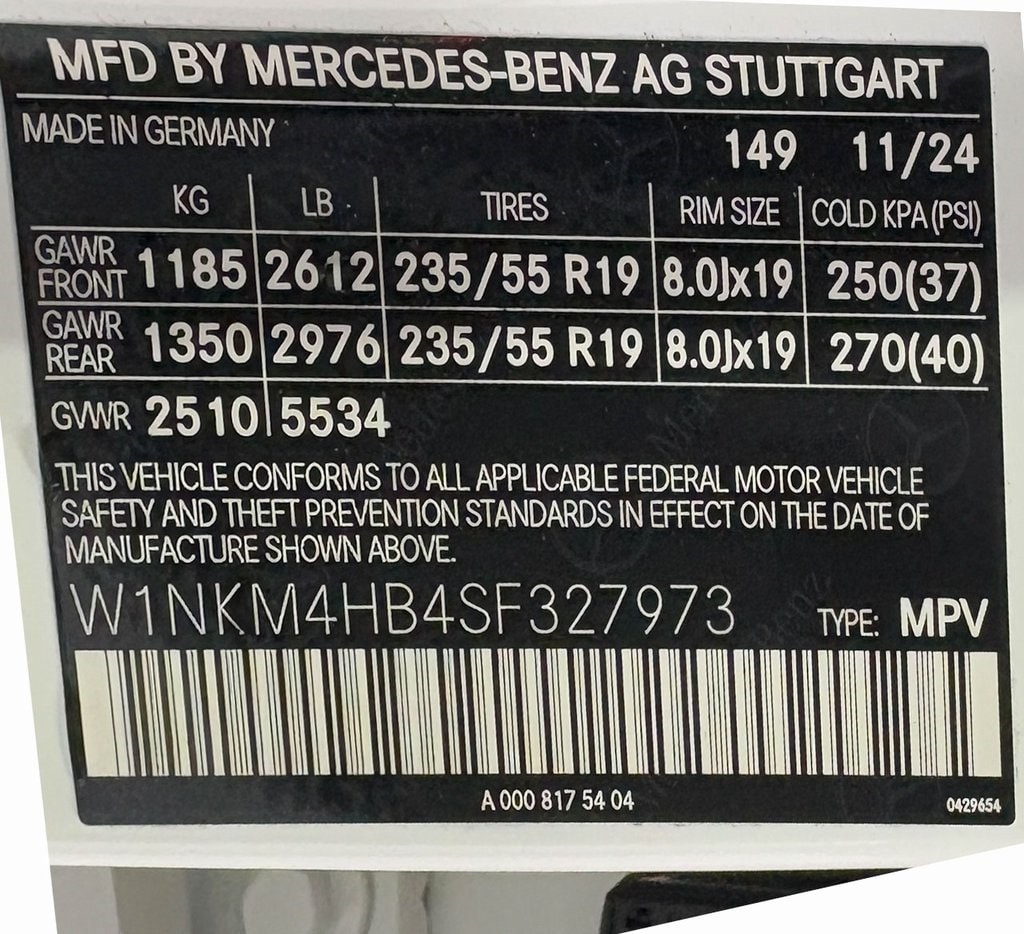 MFD BY MERCEDES-BENZ AG STUTTGART
MADE IN GERMANY 149 11/24
KG LB TIRES RIM SIZE COLD KPA (PSI)
GAWR FRONT 1185 2612 235/55 R19 8.0Jx19 250(37)
GAWR REAR 1350 2976 235/55 R19 8.0Jx19 270(40)
GVWR 2510 5534
THIS VEHICLE CONFORMS TO ALL APPLICABLE FEDERAL MOTOR VEHICLE
SAFETY AND THEFT PREVENTION STANDARDS IN EFFECT ON THE DATE OF
MANUFACTURE SHOWN ABOVE.
W1NKM4HB4SF327973 TYPE: MPV
A 000 817 54 04 0429654